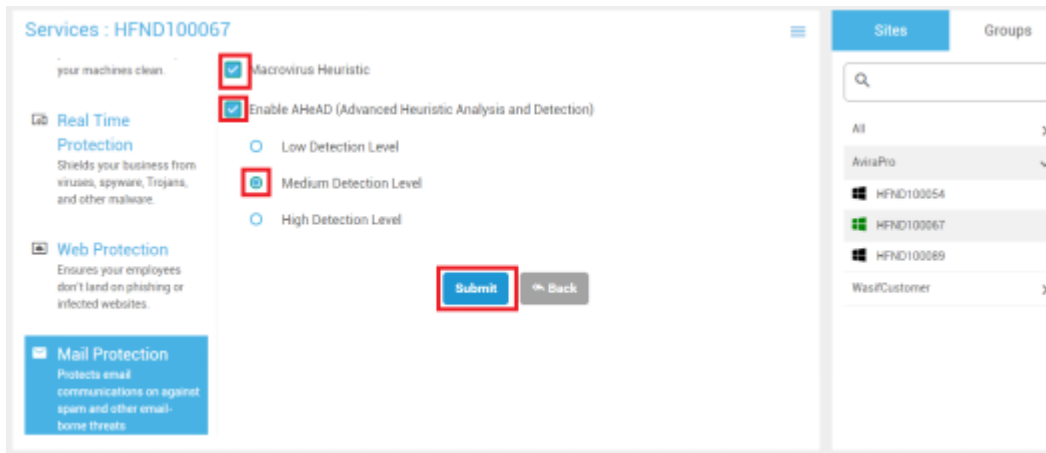 Services : HFND100067
your machines clean.
Real Time
Protection
Shields your business from
viruses, spyware, Trojans,
and other malware.
Web Protection
Ensures your employees
don't land on phishing or
infected websites.
Mail Protection
Protects email
communications on against
spam and other email-
borne threats
Macrovirus Heuristic
Enable AHeAD (Advanced Heuristic Analysis and Detection)
Low Detection Level
Medium Detection Level
High Detection Level
Submit
Back
Sites
Groups
All
AviraPro
HFND100054
HFND100067
HFND100089
WasifCustomer